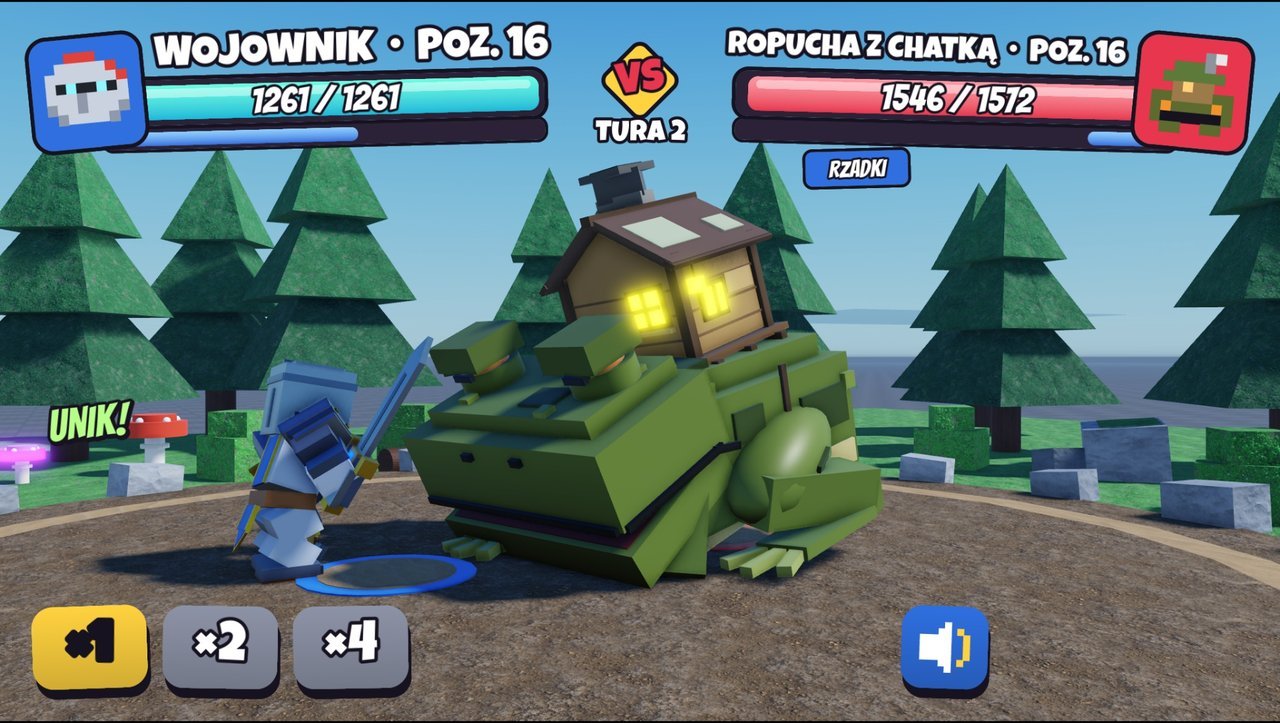 WOJOWNIK • POZ. 16
1261 / 1261
VS
TURA 2
ROPUCHA Z CHATKĄ • POZ. 16
1546 / 1572
RZADKI
UNIK!
×1
×2
×4